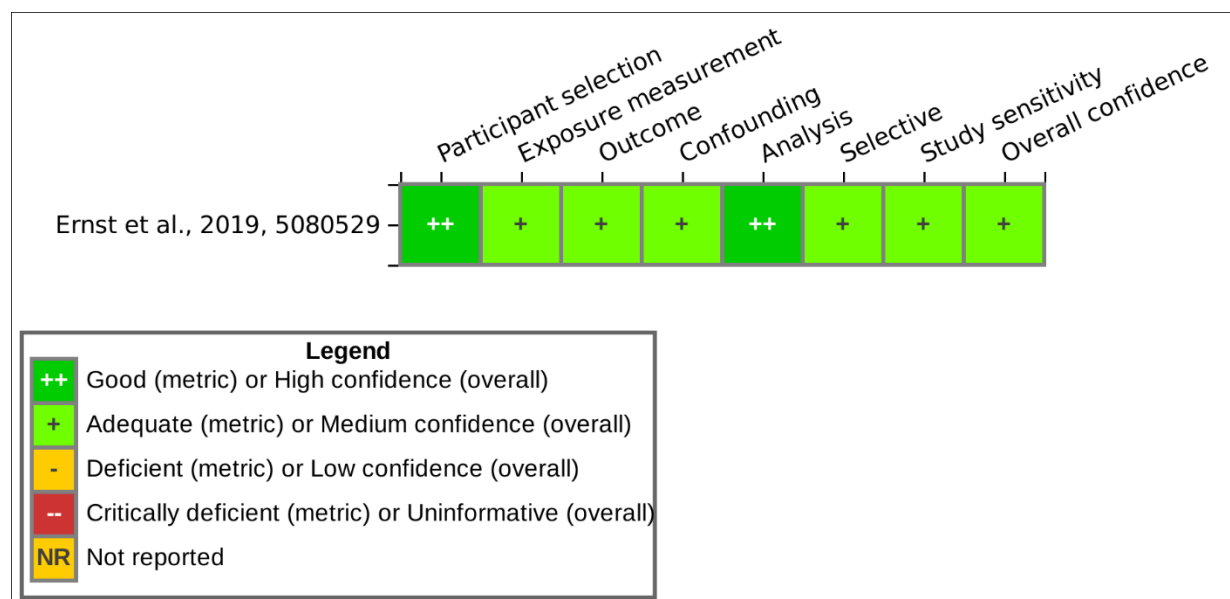 Participant selection
Exposure measurement
Outcome
Confounding
Analysis
Selective
Study sensitivity
Overall confidence
Ernst et al., 2019, 5080529 ++ + + + ++ + + +
Legend
++ Good (metric) or High confidence (overall)
+ Adequate (metric) or Medium confidence (overall)
- Deficient (metric) or Low confidence (overall)
-- Critically deficient (metric) or Uninformative (overall)
NR Not reported